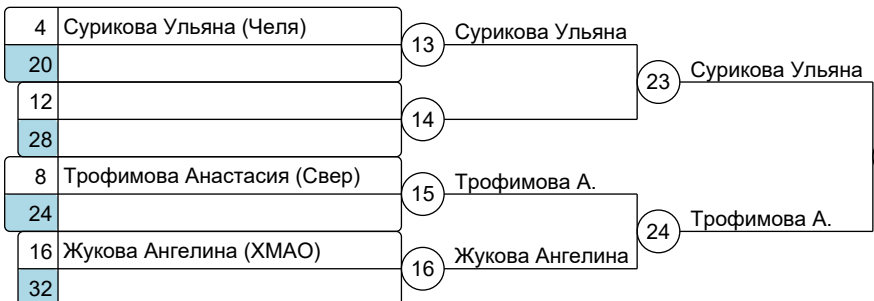 4 Сурикова Ульяна (Челя)
20
12
28
8 Трофимова Анастасия (Свер)
24
16 Жукова Ангелина (ХМАО)
32
13 Сурикова Ульяна
14
15 Трофимова А.
16 Жукова Ангелина
23 Сурикова Ульяна
24 Трофимова А.